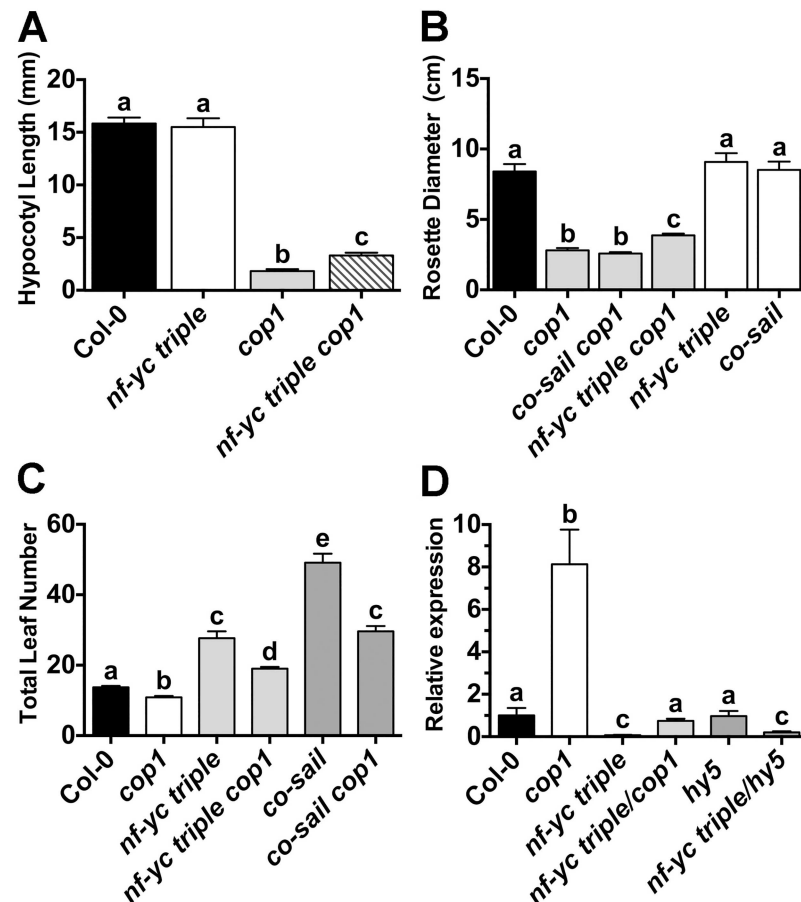 A
Hypocotyl Length (mm)
20
15
10
5
0
a
a
b
c
Col-0
nf-yc triple
cop1
nf-yc triple cop1
B
Rosette Diameter (cm)
15
10
5
0
a
b
b
c
a
a
Col-0
cop1
co-sail cop1
nf-yc triple cop1
nf-yc triple
co-sail
C
Total Leaf Number
60
40
20
0
a
b
c
d
e
c
Col-0
cop1
nf-yc triple
nf-yc triple cop1
co-sail
co-sail cop1
D
Relative expression
10
8
6
4
2
0
a
b
c
a
a
c
Col-0
cop1
nf-yc triple
nf-yc triple/cop1
hy5
nf-yc triple/hy5